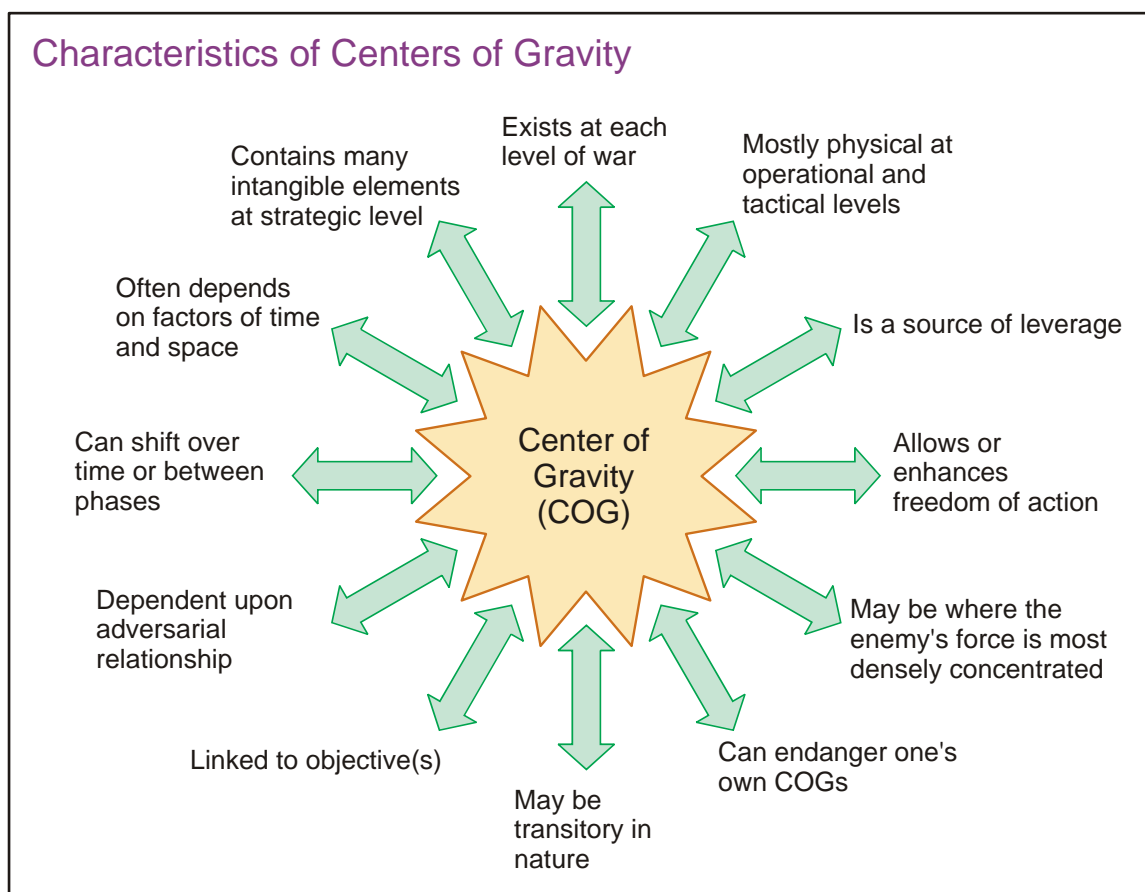 Characteristics of Centers of Gravity
Exists at each
level of war
Mostly physical at
operational and
tactical levels
Is a source of leverage
Allows or
enhances
freedom of action
May be where the
enemy's force is most
densely concentrated
Can endanger one's
own COGs
May be
transitory in
nature
Linked to objective(s)
Dependent upon
adversarial
relationship
Can shift over
time or between
phases
Often depends
on factors of time
and space
Contains many
intangible elements
at strategic level
Center of
Gravity
(COG)